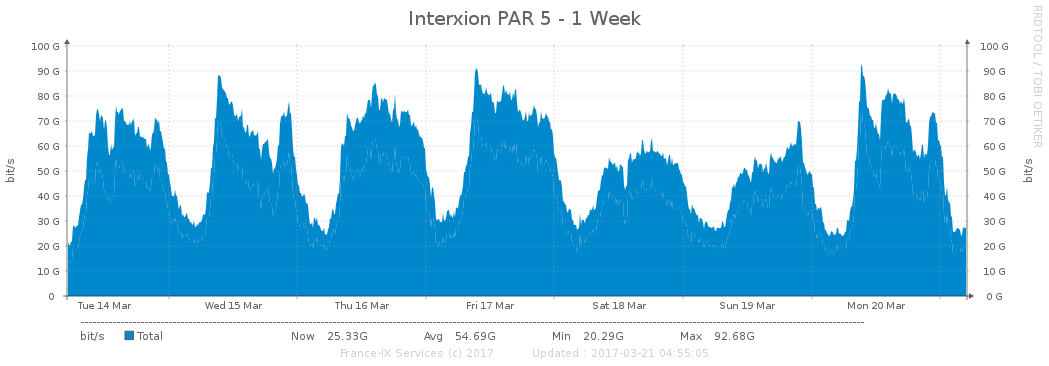 Interxion PAR 5 - 1 Week
RRDTOOL / TOBI OETIKER
bit/s
bit/s
100 G 100 G
90 G 90 G
80 G 80 G
70 G 70 G
60 G 60 G
50 G 50 G
40 G 40 G
30 G 30 G
20 G 20 G
10 G 10 G
0 0 G
Tue 14 Mar Wed 15 Mar Thu 16 Mar Fri 17 Mar Sat 18 Mar Sun 19 Mar Mon 20 Mar
bit/s Total Now 25.33G Avg 54.69G Min 20.29G Max 92.68G
France-IX Services (c) 2017 Updated : 2017-03-21 04:55:05